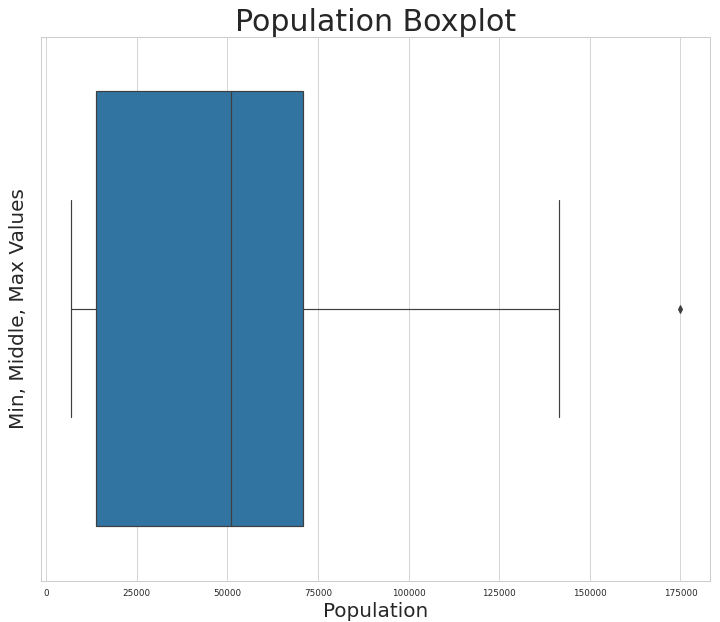 Population Boxplot
Min, Middle, Max Values
0 25000 50000 75000 100000 125000 150000 175000
Population